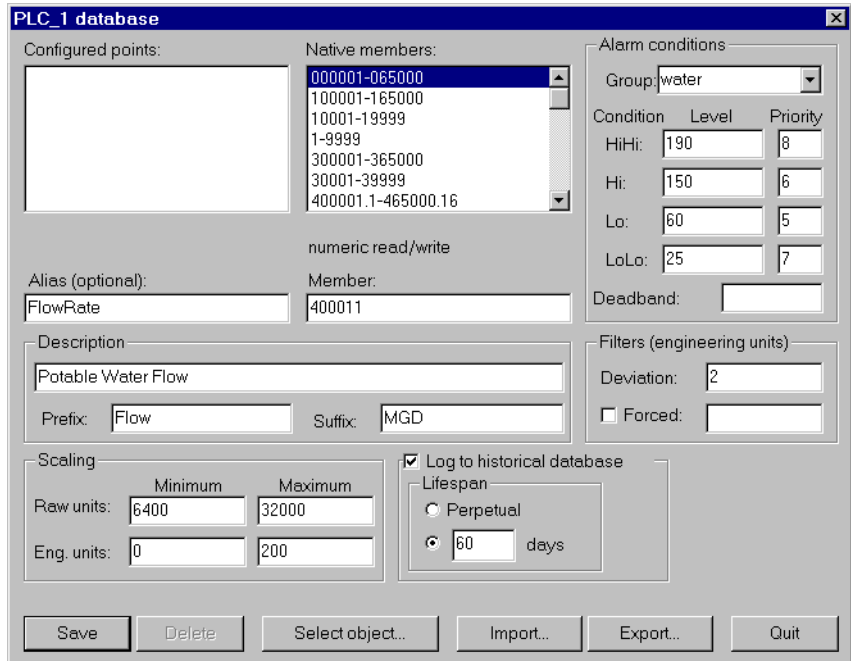 PLC_1 database
Configured points:
Native members:
000001-065000
100001-165000
10001-19999
1-9999
300001-365000
30001-39999
400001.1-465000.16
numeric read/write
Alias (optional):
FlowRate
Member:
400011
Alarm conditions
Group: water
Condition Level Priority
HiHi: 190 8
Hi: 150 6
Lo: 60 5
LoLo: 25 7
Deadband:
Description
Potable Water Flow
Prefix: Flow Suffix: MGD
Filters (engineering units)
Deviation: 2
Forced:
Scaling
Minimum Maximum
Raw units: 6400 32000
Eng. units: 0 200
Log to historical database
Lifespan
Perpetual
60 days
Save Delete Select object... Import... Export... Quit